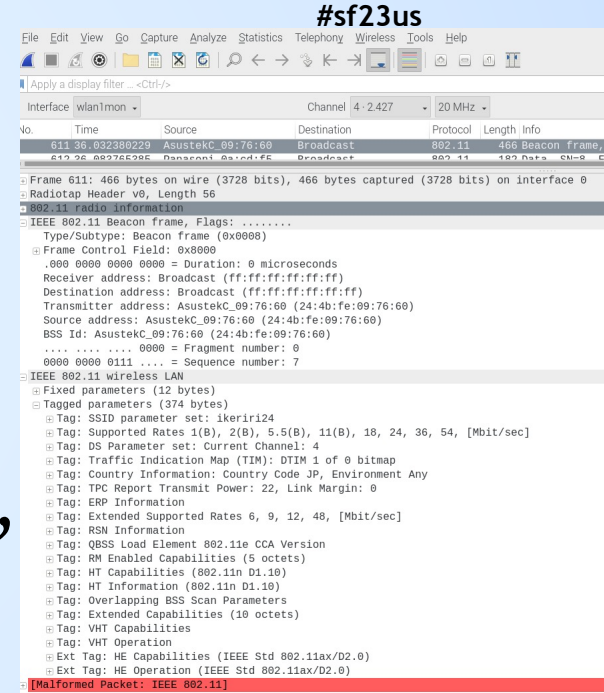 #sf23us
File Edit View Go Capture Analyze Statistics Telephony Wireless Tools Help
Apply a display filter ... <Ctrl-/>
Interface wlan1mon Channel 4 - 2.427 20 MHz
No. Time Source Destination Protocol Length Info
611 36.032380229 AsustekC_09:76:60 Broadcast 802.11 466 Beacon frame,
612 36.083765385 Panasoni_0a:cd:f5 Broadcast 802.11 182 Data, SN=8, F
Frame 611: 466 bytes on wire (3728 bits), 466 bytes captured (3728 bits) on interface 0
Radiotap Header v0, Length 56
802.11 radio information
IEEE 802.11 Beacon frame, Flags: ........
Type/Subtype: Beacon frame (0x0008)
Frame Control Field: 0x8000
.000 0000 0000 0000 = Duration: 0 microseconds
Receiver address: Broadcast (ff:ff:ff:ff:ff:ff)
Destination address: Broadcast (ff:ff:ff:ff:ff:ff)
Transmitter address: AsustekC_09:76:60 (24:4b:fe:09:76:60)
Source address: AsustekC_09:76:60 (24:4b:fe:09:76:60)
BSS Id: AsustekC_09:76:60 (24:4b:fe:09:76:60)
.... .... .... 0000 = Fragment number: 0
0000 0000 0111 .... = Sequence number: 7
IEEE 802.11 wireless LAN
Fixed parameters (12 bytes)
Tagged parameters (374 bytes)
Tag: SSID parameter set: ikeriri24
Tag: Supported Rates 1(B), 2(B), 5.5(B), 11(B), 18, 24, 36, 54, [Mbit/sec]
Tag: DS Parameter set: Current Channel: 4
Tag: Traffic Indication Map (TIM): DTIM 1 of 0 bitmap
Tag: Country Information: Country Code JP, Environment Any
Tag: TPC Report Transmit Power: 22, Link Margin: 0
Tag: ERP Information
Tag: Extended Supported Rates 6, 9, 12, 48, [Mbit/sec]
Tag: RSN Information
Tag: QBSS Load Element 802.11e CCA Version
Tag: RM Enabled Capabilities (5 octets)
Tag: HT Capabilities (802.11n D1.10)
Tag: HT Information (802.11n D1.10)
Tag: Overlapping BSS Scan Parameters
Tag: Extended Capabilities (10 octets)
Tag: VHT Capabilities
Tag: VHT Operation
Ext Tag: HE Capabilities (IEEE Std 802.11ax/D2.0)
Ext Tag: HE Operation (IEEE Std 802.11ax/D2.0)
[Malformed Packet: IEEE 802.11]